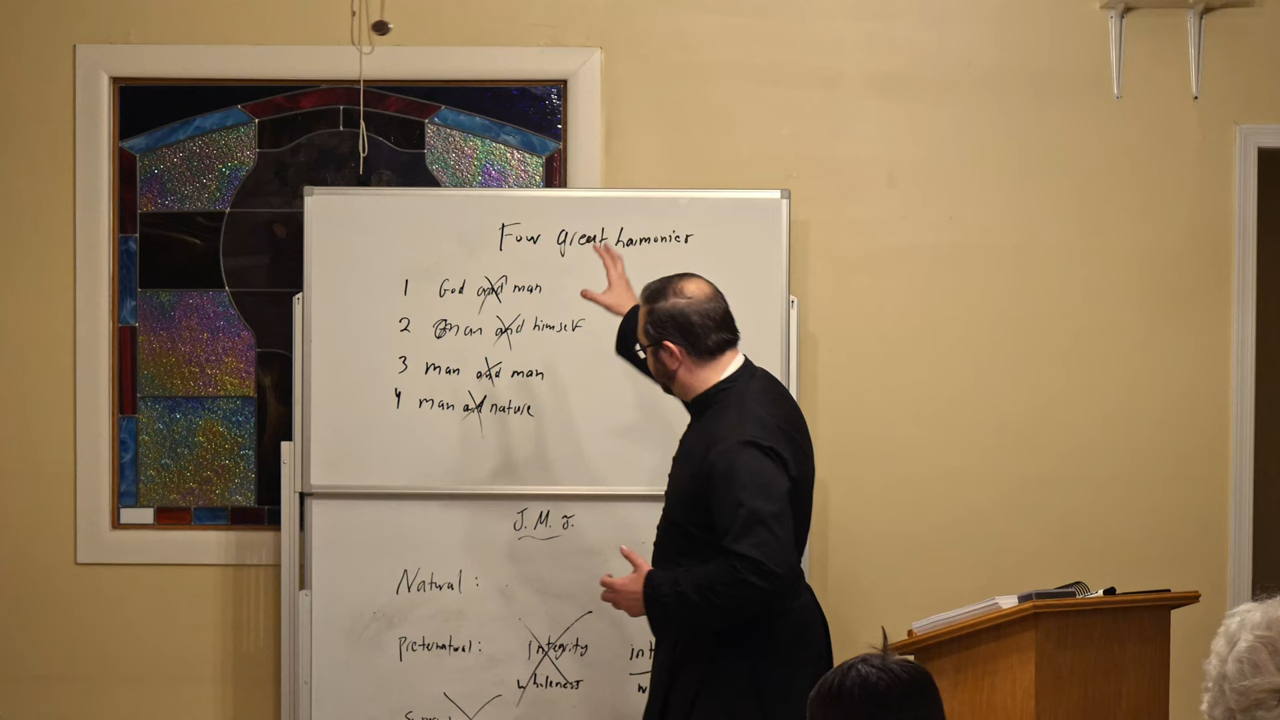 Four great harmonies
1 God and man
2 man and himself
3 man and man
4 man and nature
J. M. J.
Natural:
Preternatural: integrity int
wholeness w